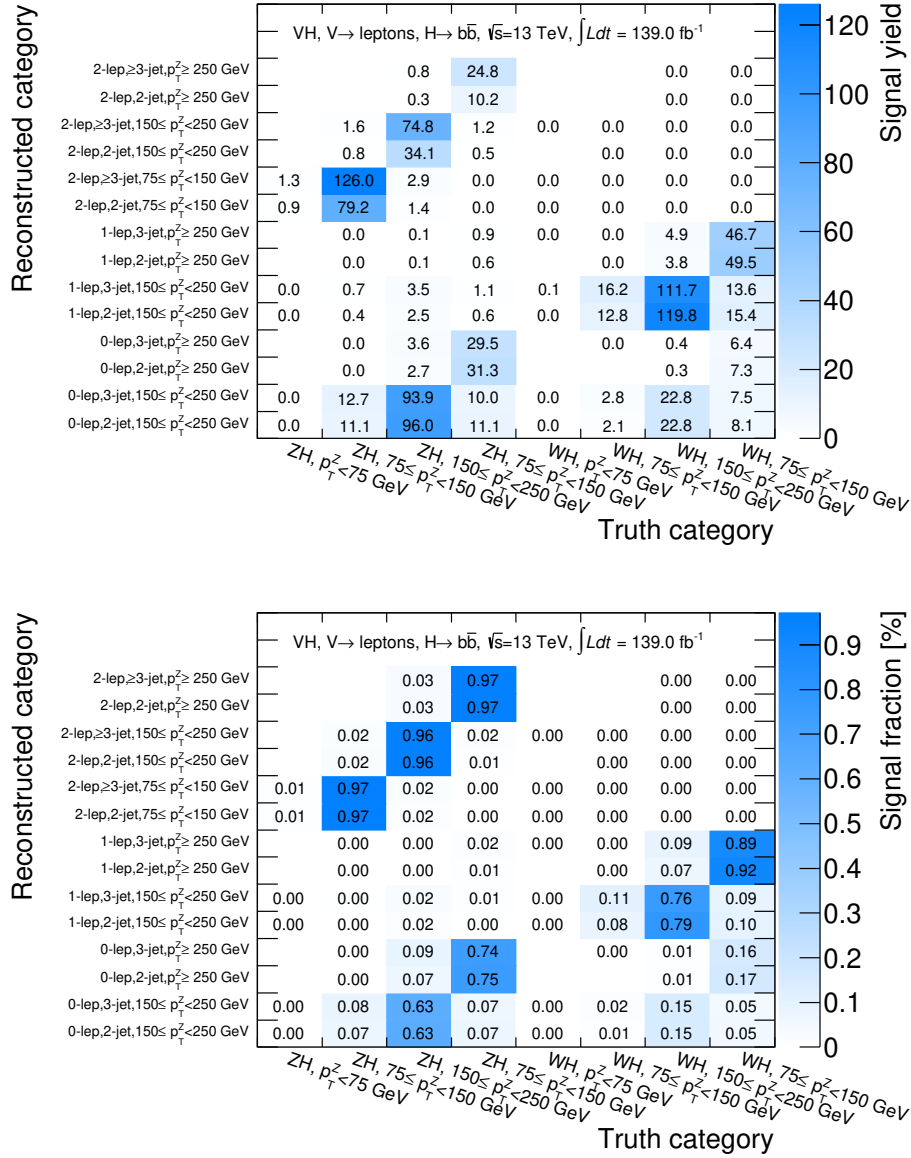 VH, V→ leptons, H→ bb̅, √s=13 TeV, ∫Ldt = 139.0 fb⁻¹
Reconstructed category
Signal yield
2-lep,≥3-jet,p_T^Z≥ 250 GeV 0.8 24.8 0.0 0.0
2-lep,2-jet,p_T^Z≥ 250 GeV 0.3 10.2 0.0 0.0
2-lep,≥3-jet,150≤ p_T^Z<250 GeV 1.6 74.8 1.2 0.0 0.0 0.0 0.0
2-lep,2-jet,150≤ p_T^Z<250 GeV 0.8 34.1 0.5 0.0 0.0 0.0
2-lep,≥3-jet,75≤ p_T^Z<150 GeV 1.3 126.0 2.9 0.0 0.0 0.0 0.0 0.0
2-lep,2-jet,75≤ p_T^Z<150 GeV 0.9 79.2 1.4 0.0 0.0 0.0 0.0 0.0
1-lep,3-jet,p_T^Z≥ 250 GeV 0.0 0.1 0.9 0.0 0.0 4.9 46.7
1-lep,2-jet,p_T^Z≥ 250 GeV 0.0 0.1 0.6 0.0 3.8 49.5
1-lep,3-jet,150≤ p_T^Z<250 GeV 0.0 0.7 3.5 1.1 0.1 16.2 111.7 13.6
1-lep,2-jet,150≤ p_T^Z<250 GeV 0.0 0.4 2.5 0.6 0.0 12.8 119.8 15.4
0-lep,3-jet,p_T^Z≥ 250 GeV 0.0 3.6 29.5 0.0 0.4 6.4
0-lep,2-jet,p_T^Z≥ 250 GeV 0.0 2.7 31.3 0.3 7.3
0-lep,3-jet,150≤ p_T^Z<250 GeV 0.0 12.7 93.9 10.0 0.0 2.8 22.8 7.5
0-lep,2-jet,150≤ p_T^Z<250 GeV 0.0 11.1 96.0 11.1 0.0 2.1 22.8 8.1
120
100
80
60
40
20
0
ZH, p_T^Z<75 GeV
ZH, 75≤ p_T^Z<150 GeV
ZH, 150≤ p_T^Z<250 GeV
ZH, 75≤ p_T^Z<150 GeV
WH, p_T^Z<75 GeV
WH, 75≤ p_T^Z<150 GeV
WH, 150≤ p_T^Z<250 GeV
WH, 75≤ p_T^Z<150 GeV
Truth category
VH, V→ leptons, H→ bb̅, √s=13 TeV, ∫Ldt = 139.0 fb⁻¹
Reconstructed category
Signal fraction [%]
2-lep,≥3-jet,p_T^Z≥ 250 GeV 0.03 0.97 0.00 0.00
2-lep,2-jet,p_T^Z≥ 250 GeV 0.03 0.97 0.00 0.00
2-lep,≥3-jet,150≤ p_T^Z<250 GeV 0.02 0.96 0.02 0.00 0.00 0.00 0.00
2-lep,2-jet,150≤ p_T^Z<250 GeV 0.02 0.96 0.01 0.00 0.00 0.00
2-lep,≥3-jet,75≤ p_T^Z<150 GeV 0.01 0.97 0.02 0.00 0.00 0.00 0.00 0.00
2-lep,2-jet,75≤ p_T^Z<150 GeV 0.01 0.97 0.02 0.00 0.00 0.00 0.00 0.00
1-lep,3-jet,p_T^Z≥ 250 GeV 0.00 0.00 0.02 0.00 0.00 0.09 0.89
1-lep,2-jet,p_T^Z≥ 250 GeV 0.00 0.00 0.01 0.00 0.07 0.92
1-lep,3-jet,150≤ p_T^Z<250 GeV 0.00 0.00 0.02 0.01 0.00 0.11 0.76 0.09
1-lep,2-jet,150≤ p_T^Z<250 GeV 0.00 0.00 0.02 0.00 0.00 0.08 0.79 0.10
0-lep,3-jet,p_T^Z≥ 250 GeV 0.00 0.09 0.74 0.00 0.01 0.16
0-lep,2-jet,p_T^Z≥ 250 GeV 0.00 0.07 0.75 0.01 0.17
0-lep,3-jet,150≤ p_T^Z<250 GeV 0.00 0.08 0.63 0.07 0.00 0.02 0.15 0.05
0-lep,2-jet,150≤ p_T^Z<250 GeV 0.00 0.07 0.63 0.07 0.00 0.01 0.15 0.05
0.9
0.8
0.7
0.6
0.5
0.4
0.3
0.2
0.1
0
ZH, p_T^Z<75 GeV
ZH, 75≤ p_T^Z<150 GeV
ZH, 150≤ p_T^Z<250 GeV
ZH, 75≤ p_T^Z<150 GeV
WH, p_T^Z<75 GeV
WH, 75≤ p_T^Z<150 GeV
WH, 150≤ p_T^Z<250 GeV
WH, 75≤ p_T^Z<150 GeV
Truth category